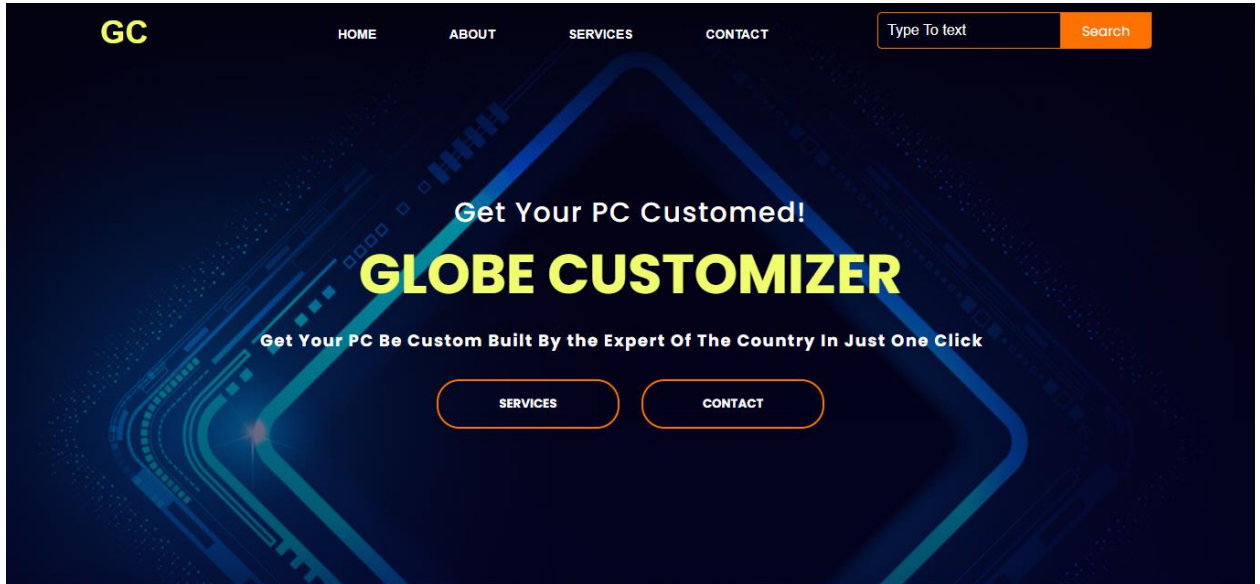 GC
HOME ABOUT SERVICES CONTACT
Type To text Search
Get Your PC Customed!
GLOBE CUSTOMIZER
Get Your PC Be Custom Built By the Expert Of The Country In Just One Click
SERVICES CONTACT